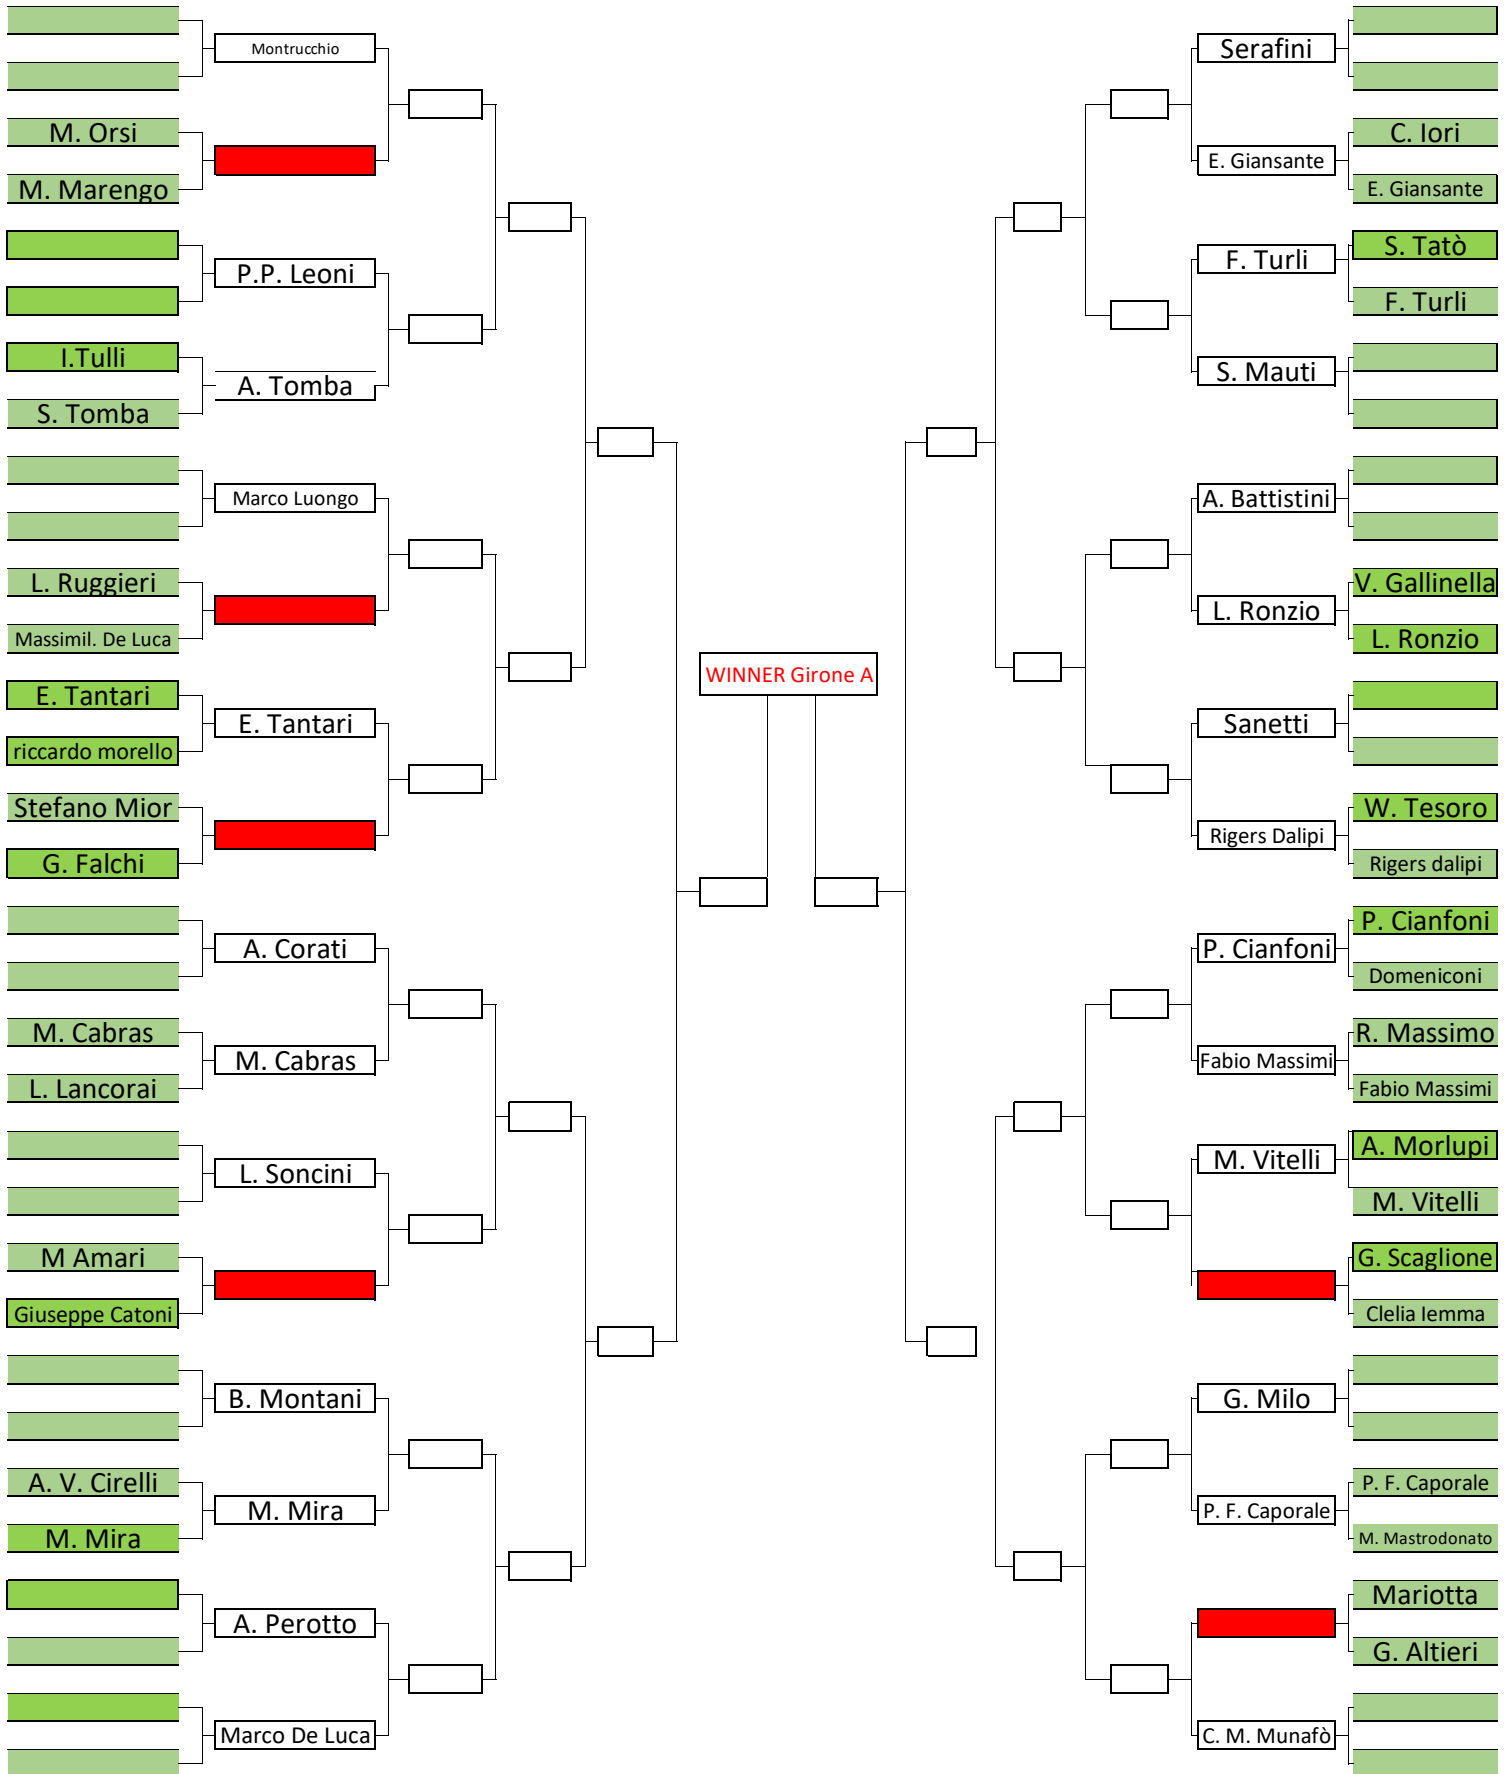 Montrucchio
M. Orsi
M. Marengo
P.P. Leoni
I.Tulli
A. Tomba
S. Tomba
Marco Luongo
L. Ruggieri
Massimil. De Luca
E. Tantari
E. Tantari
riccardo morello
Stefano Mior
G. Falchi
A. Corati
M. Cabras
M. Cabras
L. Lancorai
L. Soncini
M Amari
Giuseppe Catoni
B. Montani
A. V. Cirelli
M. Mira
M. Mira
A. Perotto
Marco De Luca
WINNER Girone A
Serafini
C. Iori
E. Giansante
E. Giansante
S. Tatò
F. Turli
F. Turli
S. Mauti
A. Battistini
V. Gallinella
L. Ronzio
L. Ronzio
Sanetti
W. Tesoro
Rigers Dalipi
Rigers dalipi
P. Cianfoni
P. Cianfoni
Domeniconi
R. Massimo
Fabio Massimi
Fabio Massimi
A. Morlupi
M. Vitelli
M. Vitelli
G. Scaglione
Clelia Iemma
G. Milo
P. F. Caporale
P. F. Caporale
M. Mastrodonato
Mariotta
G. Altieri
C. M. Munafò